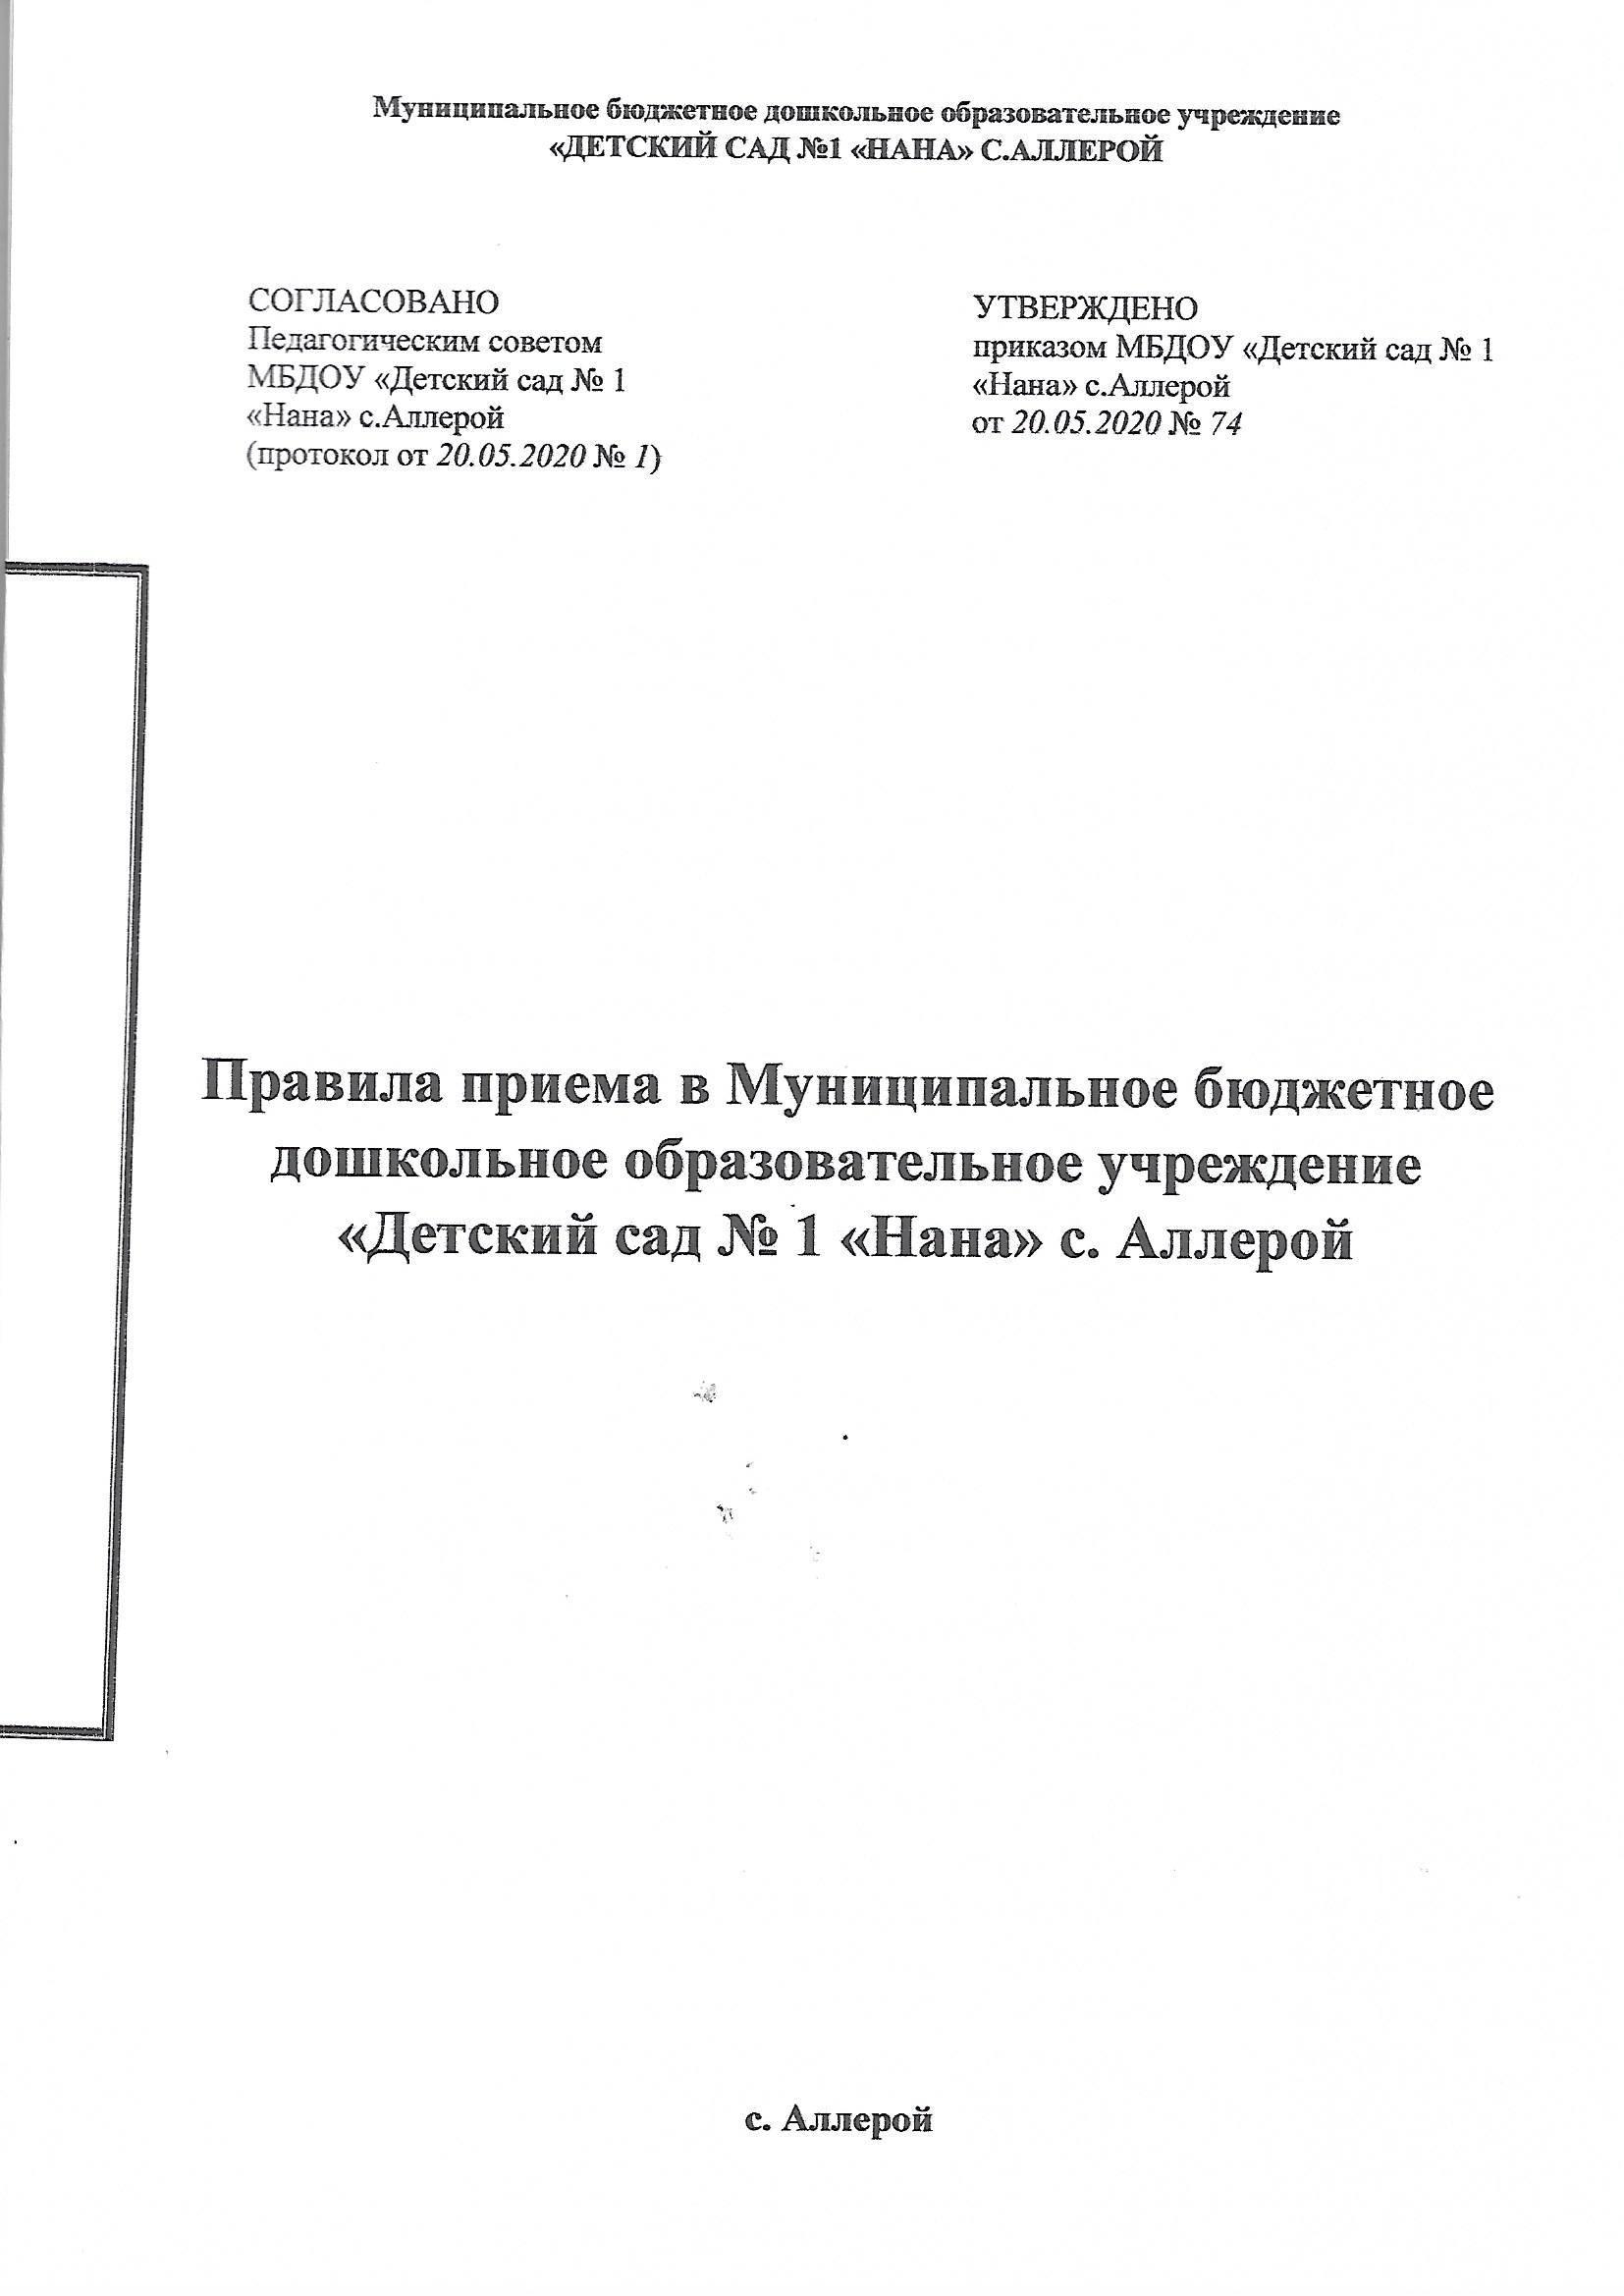 Муниципальное бюджетное дошкольное образовательное учреждение
«ДЕТСКИЙ САД №1 «НАНА» С.АЛЛЕРОЙ
СОГЛАСОВАНО
Педагогическим советом
МБДОУ «Детский сад № 1
«Нана» с.Аллерой
(протокол от 20.05.2020 № 1)
УТВЕРЖДЕНО
приказом МБДОУ «Детский сад № 1
«Нана» с.Аллерой
от 20.05.2020 № 74
Правила приема в Муниципальное бюджетное
дошкольное образовательное учреждение
«Детский сад № 1 «Нана» с. Аллерой
с. Аллерой